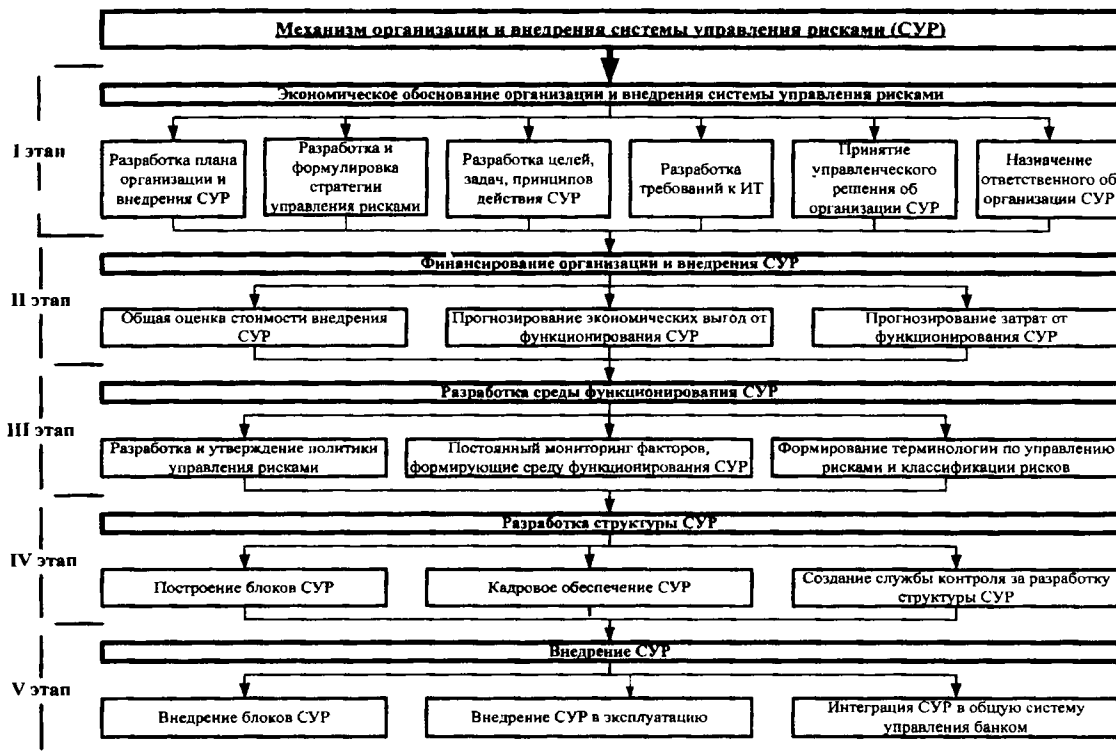 Механизм организации и внедрения системы управления рисками (СУР)
Экономическое обоснование организации и внедрения системы управления рисками
I этап
Разработка плана
организации и
внедрения СУР
Разработка и
формулировка
стратегии
управления рисками
Разработка целей,
задач, принципов
действия СУР
Разработка
требований к ИТ
Принятие
управленческого
решения об
организации СУР
Назначение
ответственного об
организации СУР
Финансирование организации и внедрения СУР
II этап
Общая оценка стоимости внедрения
СУР
Прогнозирование экономических выгод от
функционирования СУР
Прогнозирование затрат от
функционирования СУР
Разработка среды функционирования СУР
III этап
Разработка и утверждение политики
управления рисками
Постоянный мониторинг факторов,
формирующие среду функционирования СУР
Формирование терминологии по управлению
рисками и классификации рисков
Разработка структуры СУР
IV этап
Построение блоков СУР
Кадровое обеспечение СУР
Создание службы контроля за разработку
структуры СУР
Внедрение СУР
V этап
Внедрение блоков СУР
Внедрение СУР в эксплуатацию
Интеграция СУР в общую систему
управления банком